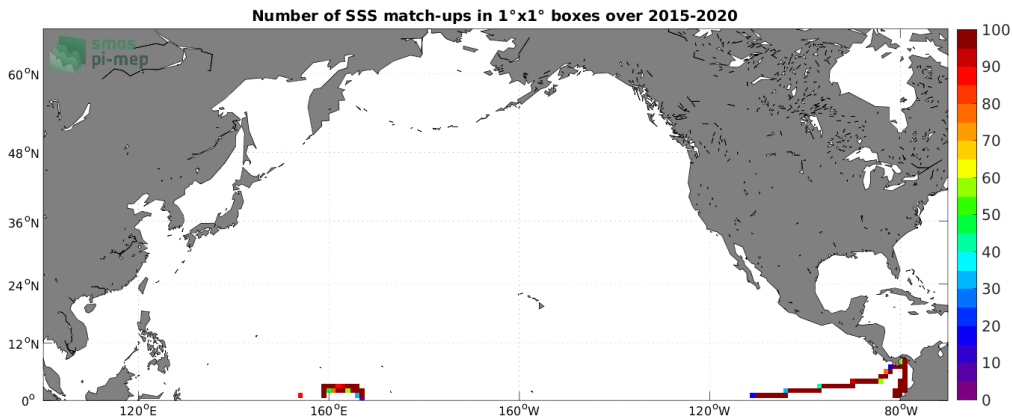 Number of SSS match-ups in 1°x1° boxes over 2015-2020
smos
pi-mep
60°N
48°N
36°N
24°N
12°N
0°
120°E
160°E
160°W
120°W
80°W
100
90
80
70
60
50
40
30
20
10
0